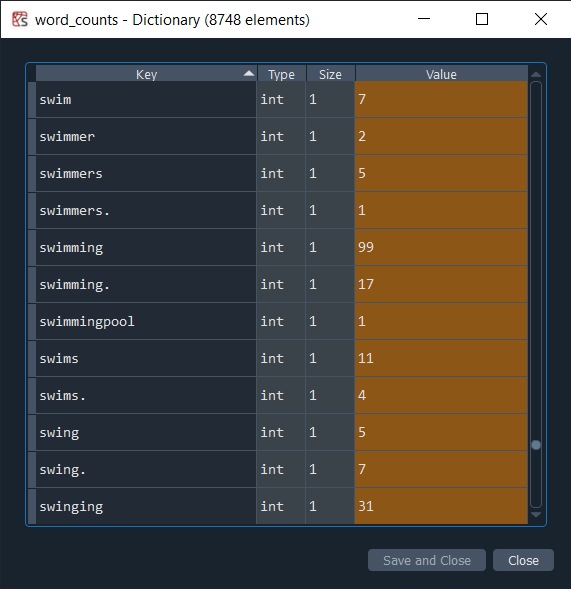 word_counts - Dictionary (8748 elements)
Key Type Size Value
swim int 1 7
swimmer int 1 2
swimmers int 1 5
swimmers. int 1 1
swimming int 1 99
swimming. int 1 17
swimmingpool int 1 1
swims int 1 11
swims. int 1 4
swing int 1 5
swing. int 1 7
swinging int 1 31
Save and Close Close